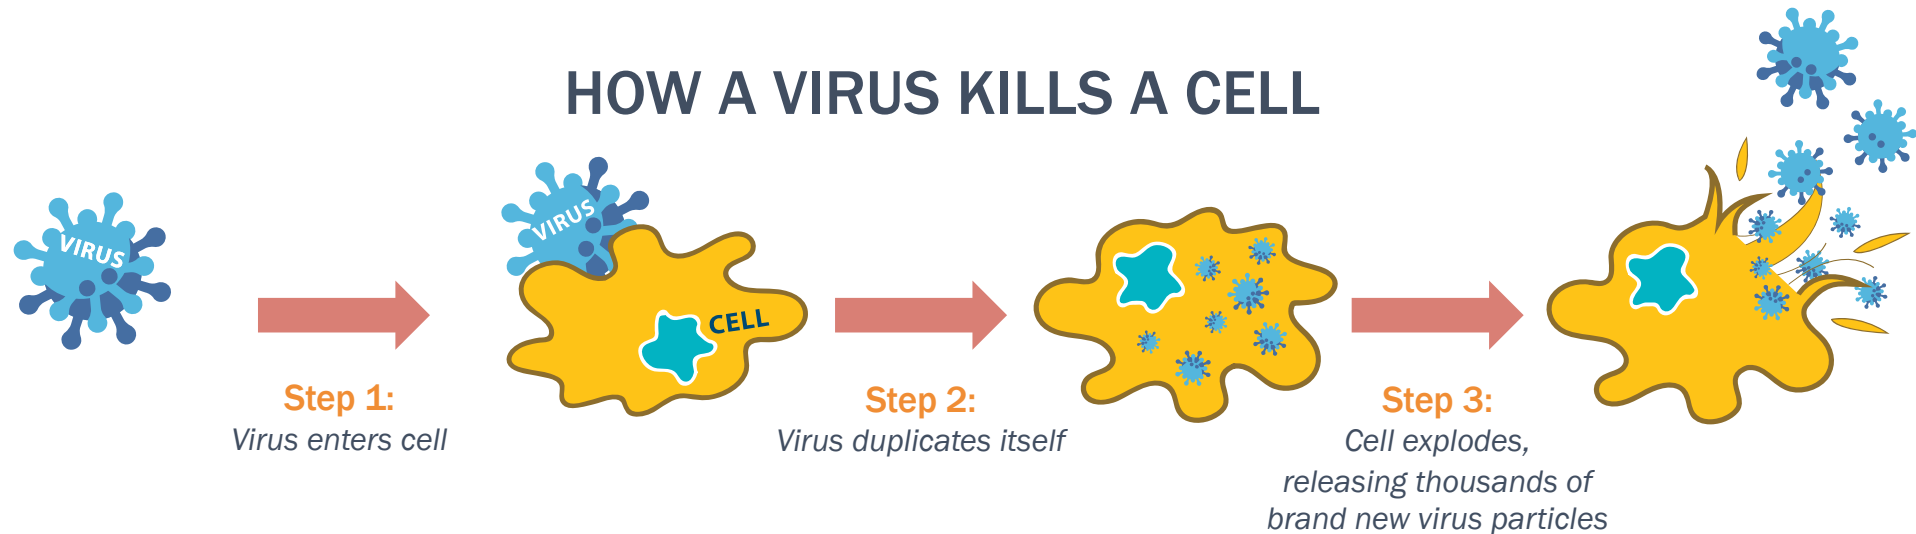 HOW A VIRUS KILLS A CELL
VIRUS
VIRUS
CELL
Step 1:
Virus enters cell
Step 2:
Virus duplicates itself
Step 3:
Cell explodes,
releasing thousands of
brand new virus particles